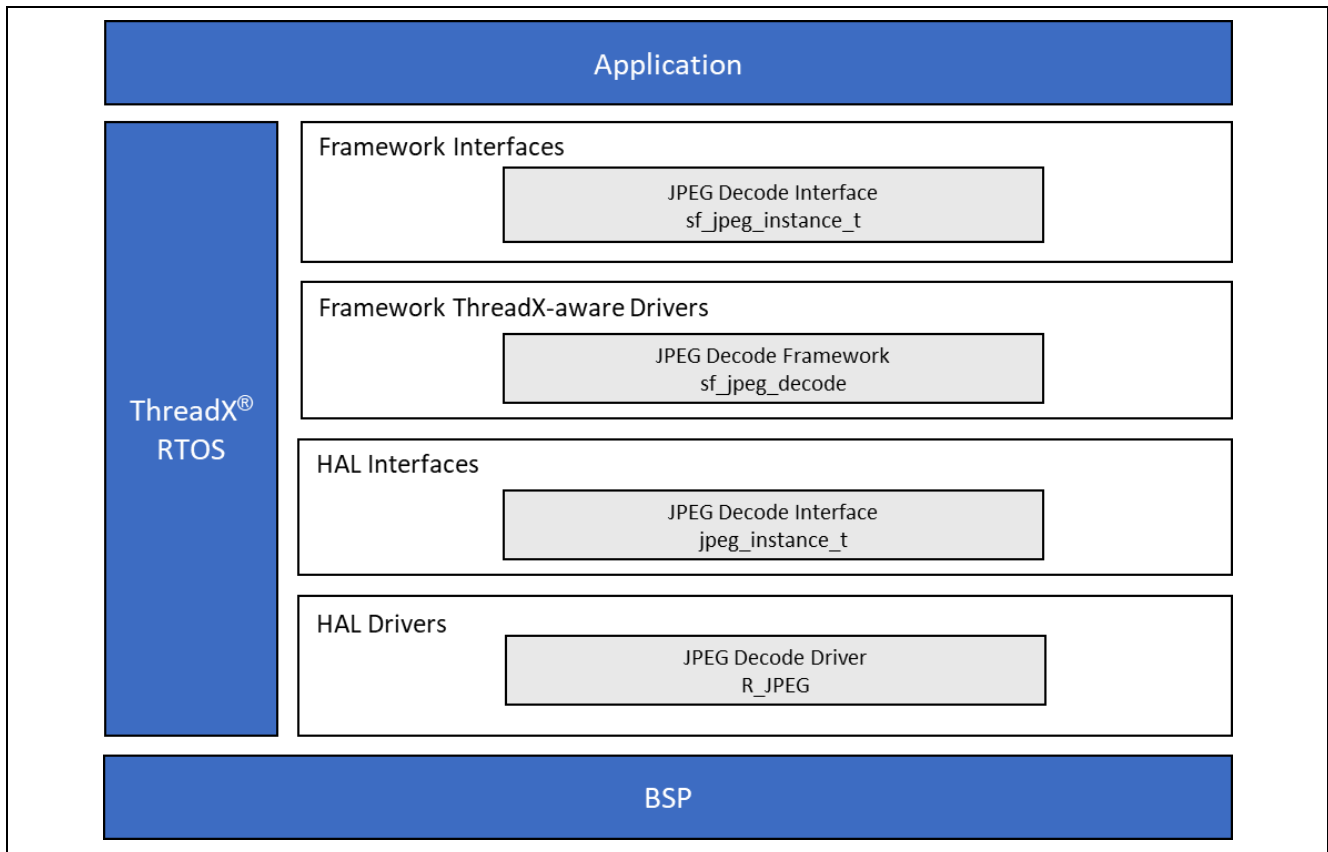 Application
ThreadX®
RTOS
Framework Interfaces
JPEG Decode Interface
sf_jpeg_instance_t
Framework ThreadX-aware Drivers
JPEG Decode Framework
sf_jpeg_decode
HAL Interfaces
JPEG Decode Interface
jpeg_instance_t
HAL Drivers
JPEG Decode Driver
R_JPEG
BSP